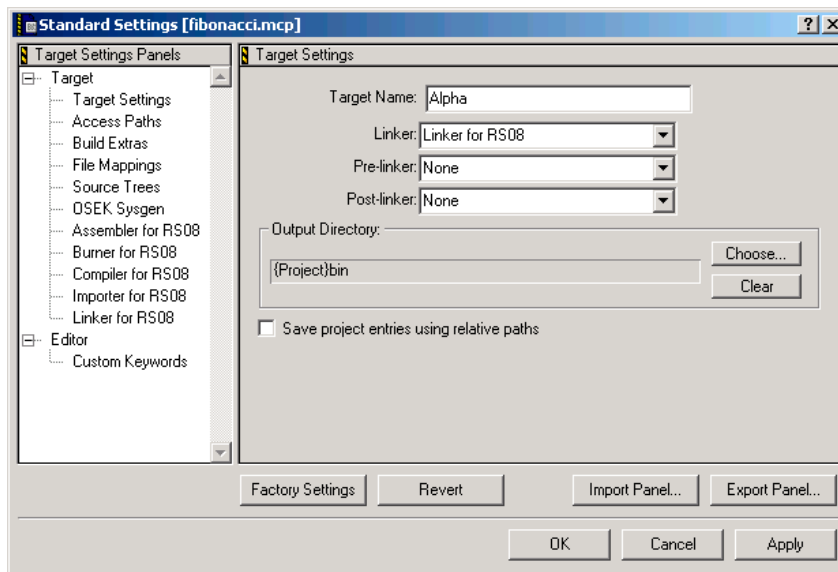 Standard Settings [fibonacci.mcp]
Target Settings Panels
Target
Target Settings
Access Paths
Build Extras
File Mappings
Source Trees
OSEK Sysgen
Assembler for RS08
Burner for RS08
Compiler for RS08
Importer for RS08
Linker for RS08
Editor
Custom Keywords
Target Settings
Target Name: Alpha
Linker: Linker for RS08
Pre-linker: None
Post-linker: None
Output Directory:
{Project}bin
Choose...
Clear
Save project entries using relative paths
Factory Settings Revert Import Panel... Export Panel...
OK Cancel Apply